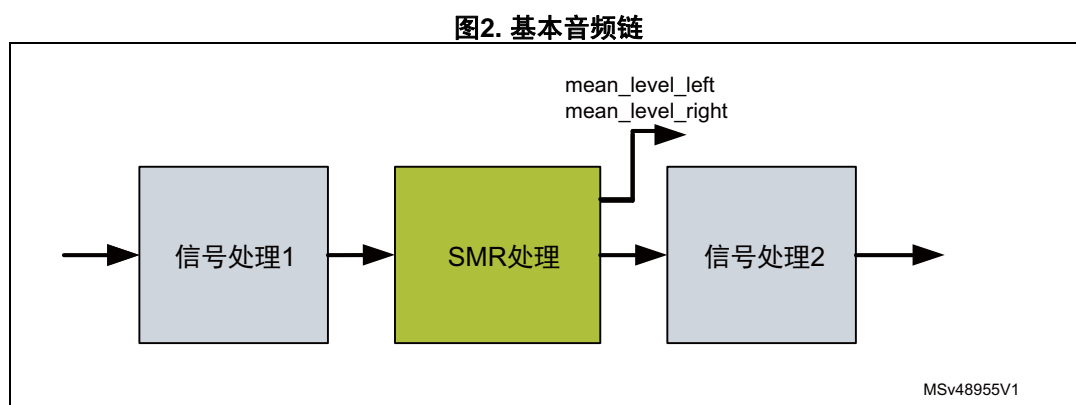 图2. 基本音频链
mean_level_left
mean_level_right
信号处理1
SMR处理
信号处理2
MSv48955V1